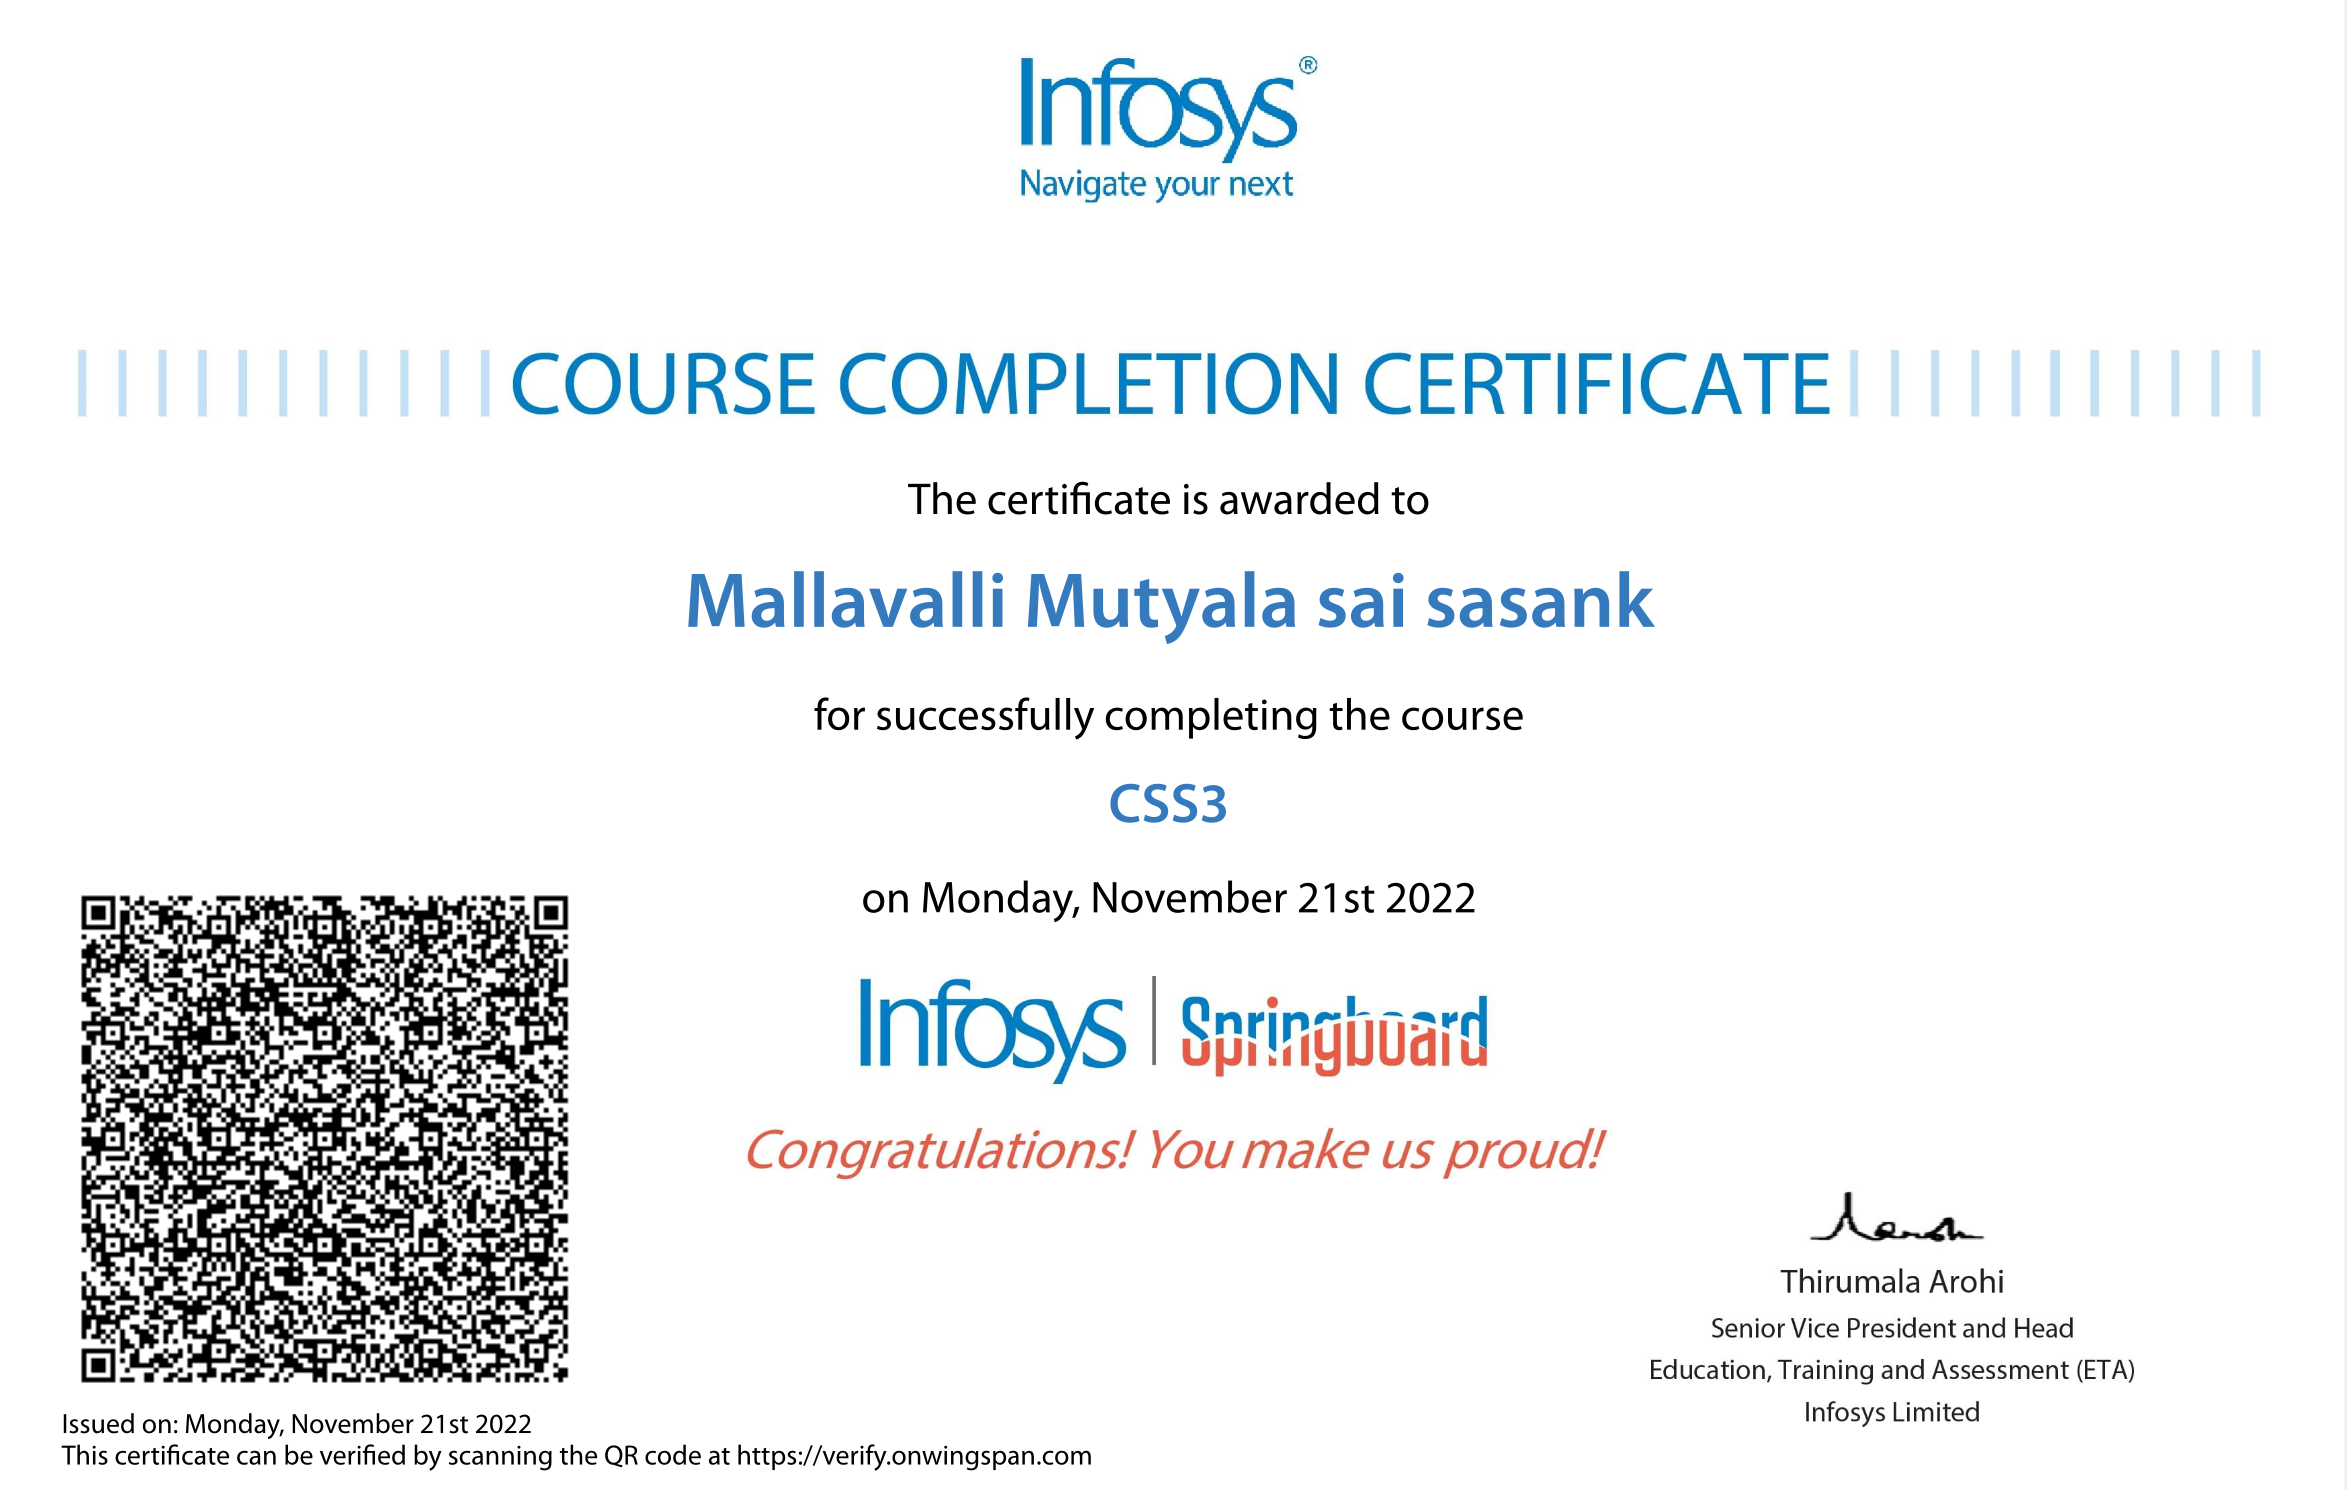 Infosys®
Navigate your next
COURSE COMPLETION CERTIFICATE
The certificate is awarded to
Mallavalli Mutyala sai sasank
for successfully completing the course
CSS3
on Monday, November 21st 2022
Infosys | Springboard
Congratulations! You make us proud!
Thirumala Arohi
Senior Vice President and Head
Education, Training and Assessment (ETA)
Infosys Limited
Issued on: Monday, November 21st 2022
This certificate can be verified by scanning the QR code at https://verify.onwingspan.com